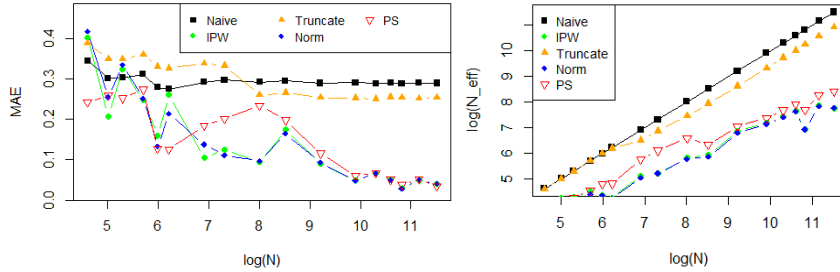 Naive
Truncate
PS
IPW
Norm
MAE
0.0
0.1
0.2
0.3
0.4
5 6 7 8 9 10 11
log(N)
Naive
IPW
Truncate
Norm
PS
log(N_eff)
5 6 7 8 9 10 11
5 6 7 8 9 10 11
log(N)